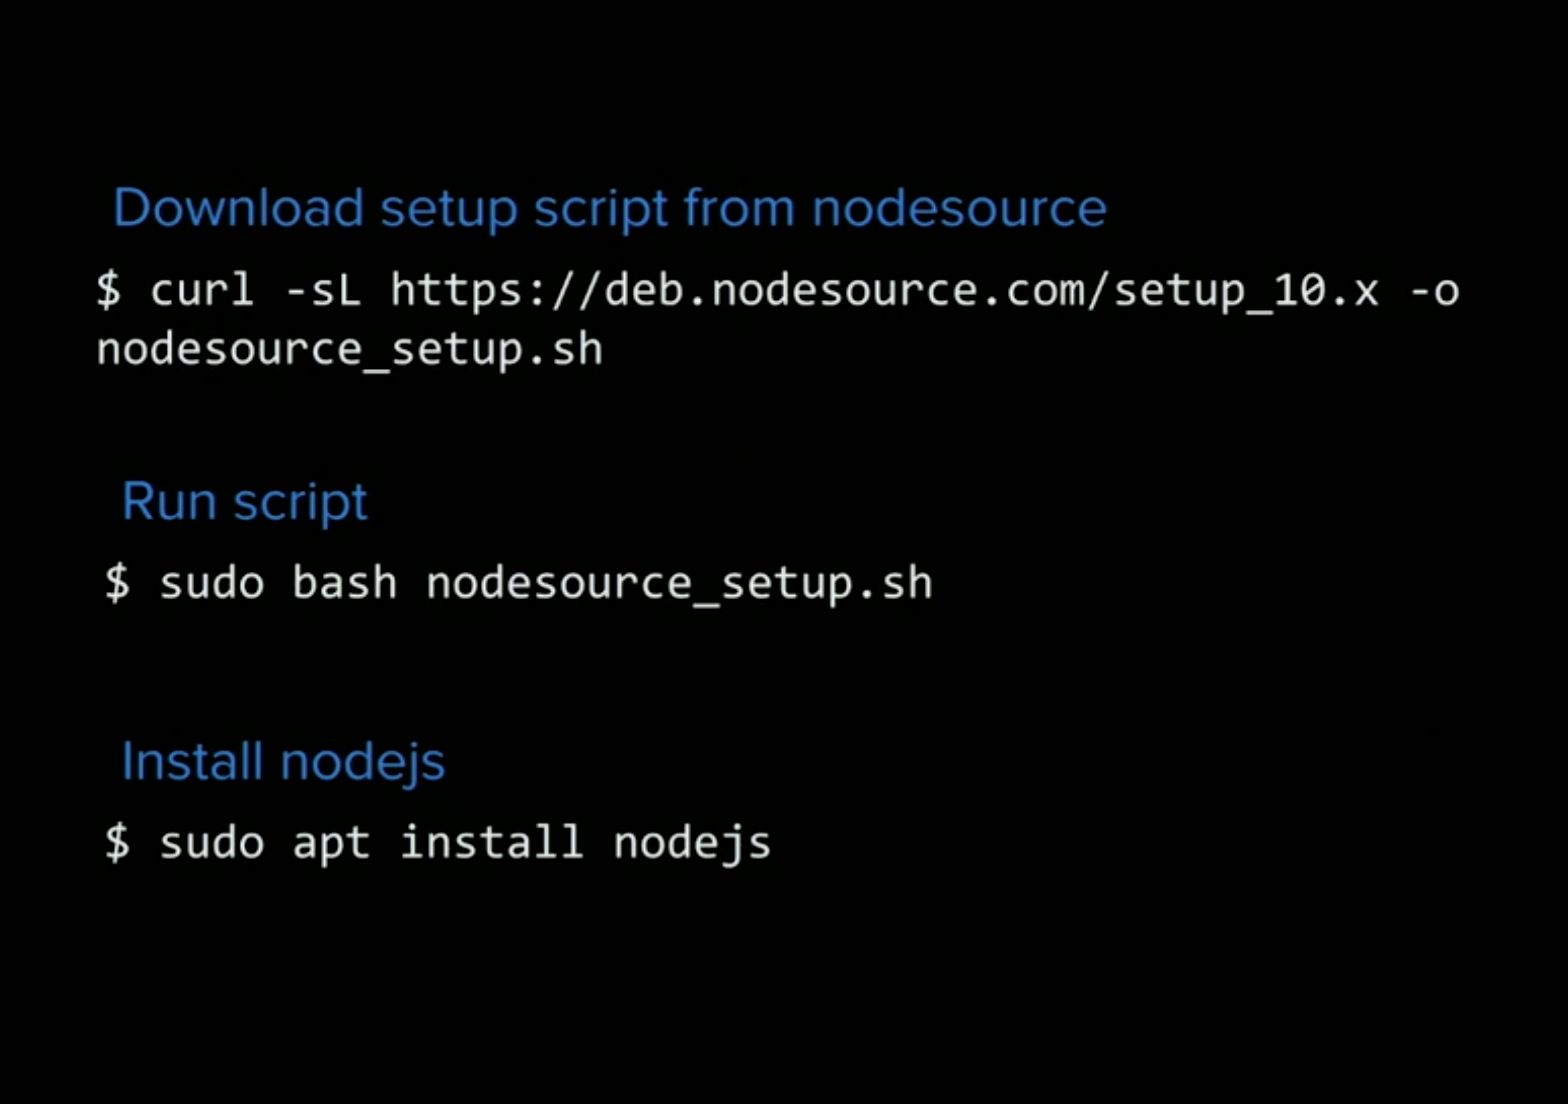 Download setup script from nodesource
$ curl -sL https://deb.nodesource.com/setup_10.x -o
nodesource_setup.sh
Run script
$ sudo bash nodesource_setup.sh
Install nodejs
$ sudo apt install nodejs